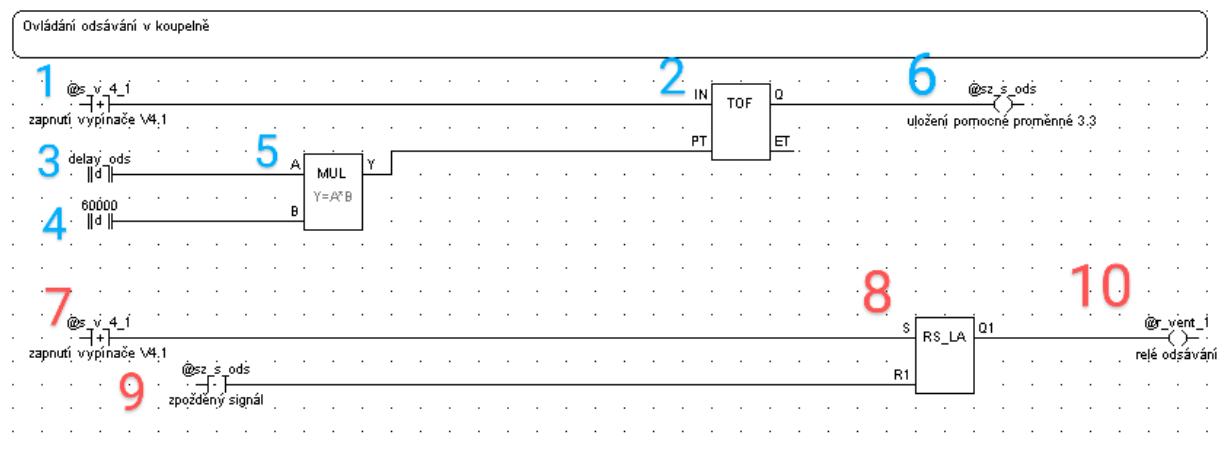 Ovládání odsávání v koupelně
1
@s_v_4_1
+
zapnutí vypínače V4.1
2
IN
TOF
Q
PT
ET
6
@sz_s_ods
uložení pomocné proměnné 3.3
3
delay_ods
d
4
60000
d
5
A
MUL
Y
Y=A*B
B
7
@s_v_4_1
+
zapnutí vypínače V4.1
8
S
RS_LA
Q1
R1
10
@r_vent_1
relé odsávání
9
@sz_s_ods
zpožděný signál